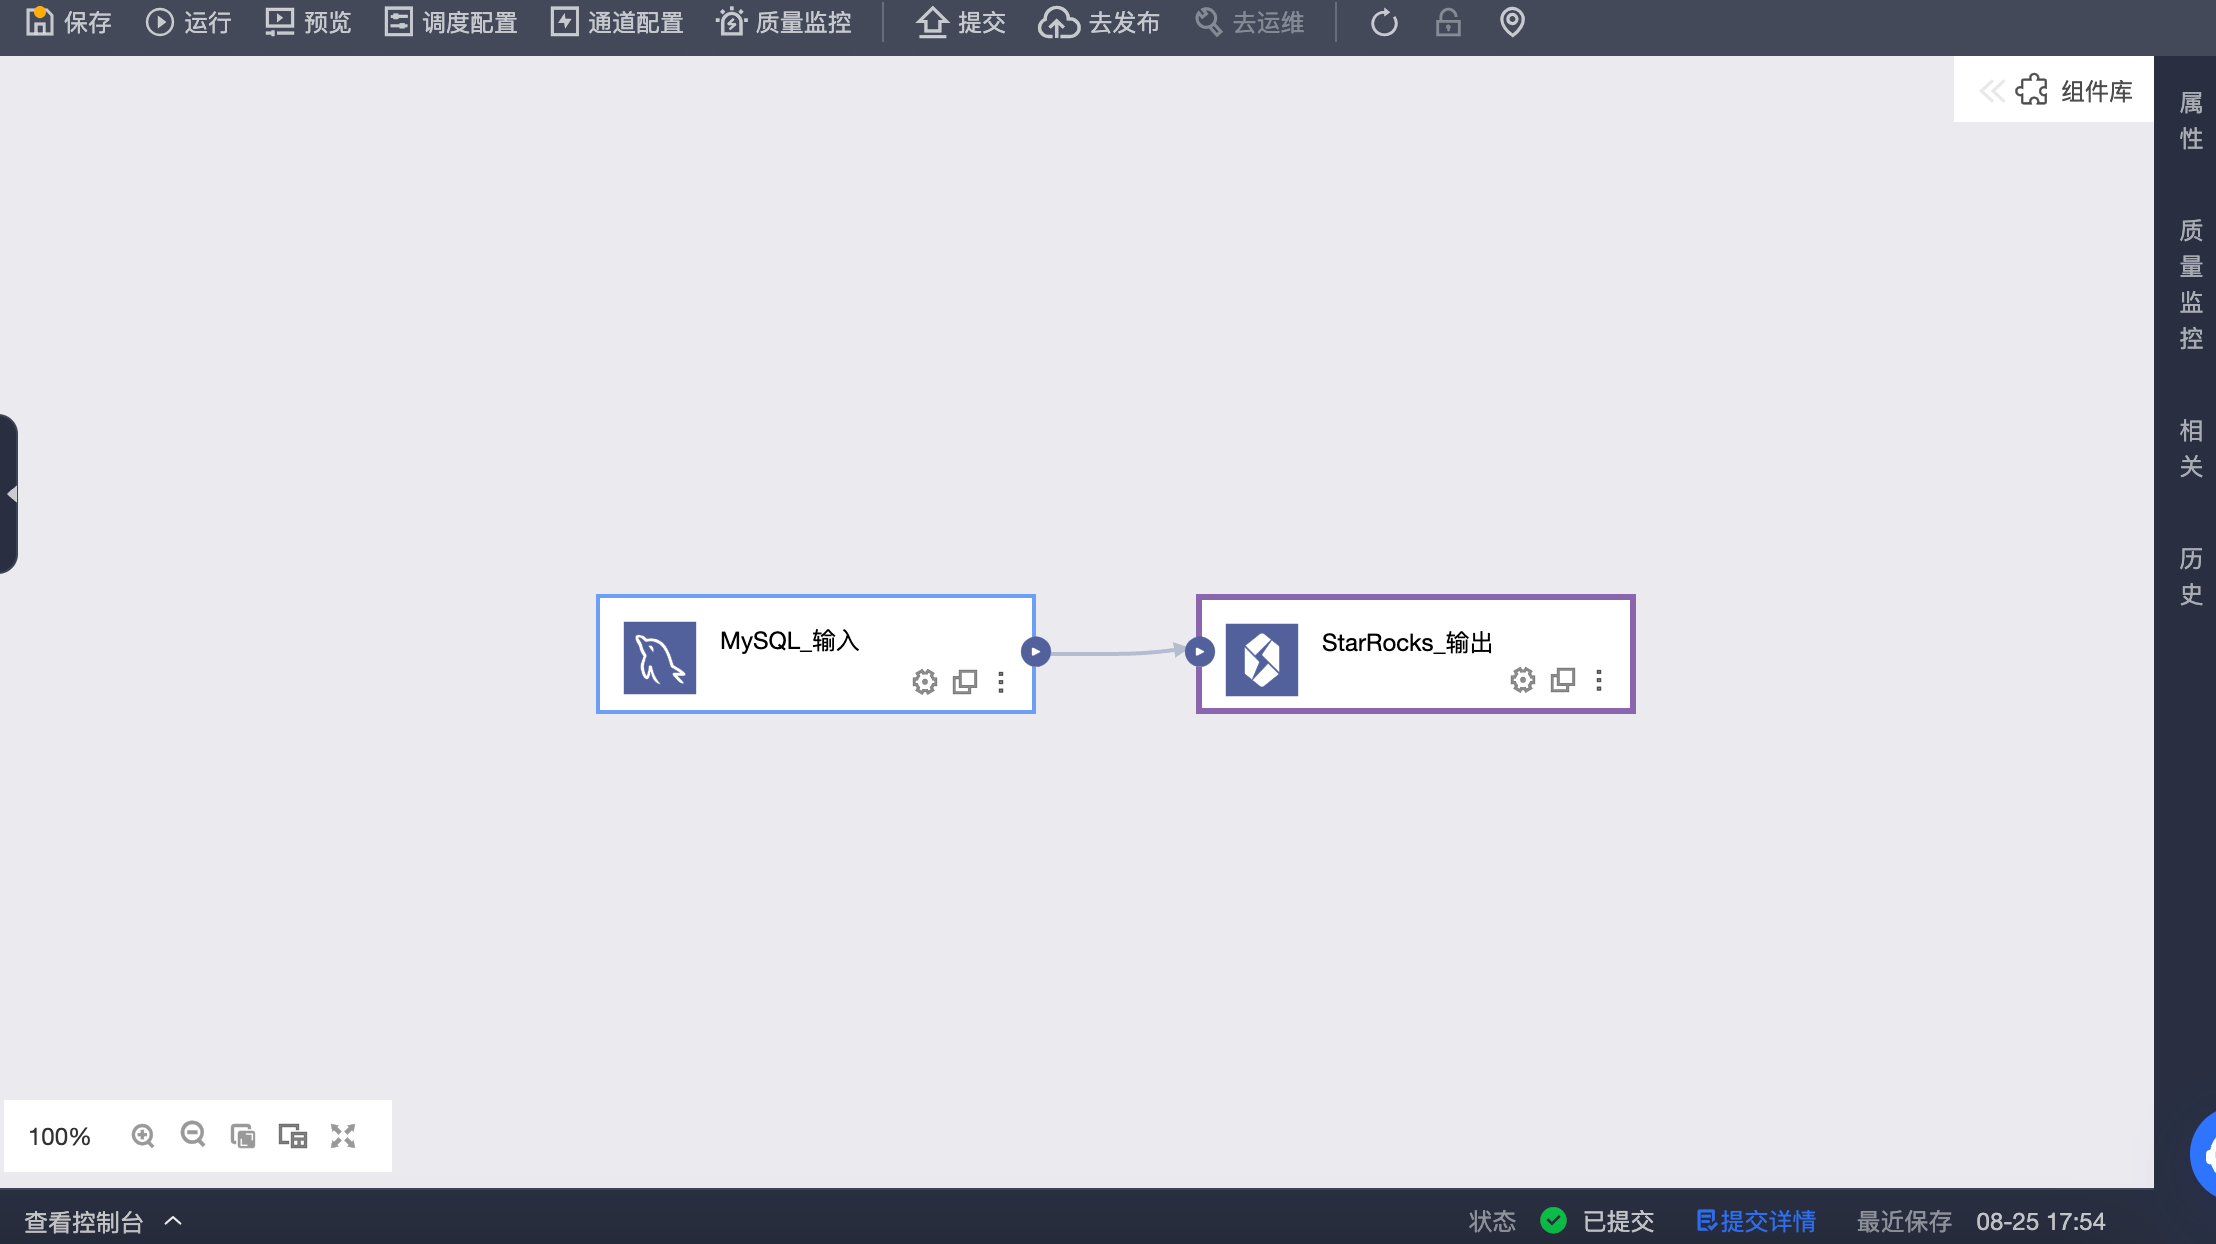 保存 运行 预览 调度配置 通道配置 质量监控 提交 去发布 去运维
组件库
属性
质量监控
相关
历史
MySQL_输入
StarRocks_输出
100%
查看控制台 状态 已提交 提交详情 最近保存 08-25 17:54